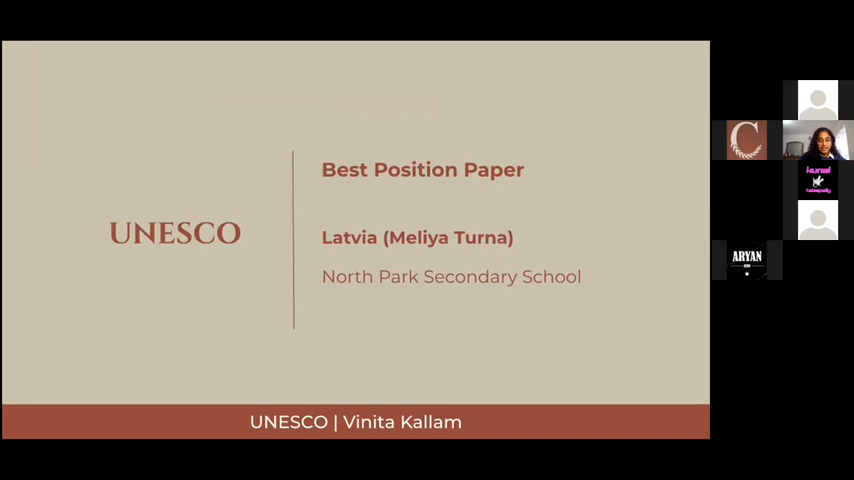 Best Position Paper
UNESCO
Latvia (Meliya Turna)
North Park Secondary School
UNESCO | Vinita Kallam
C
kunal
ARYAN